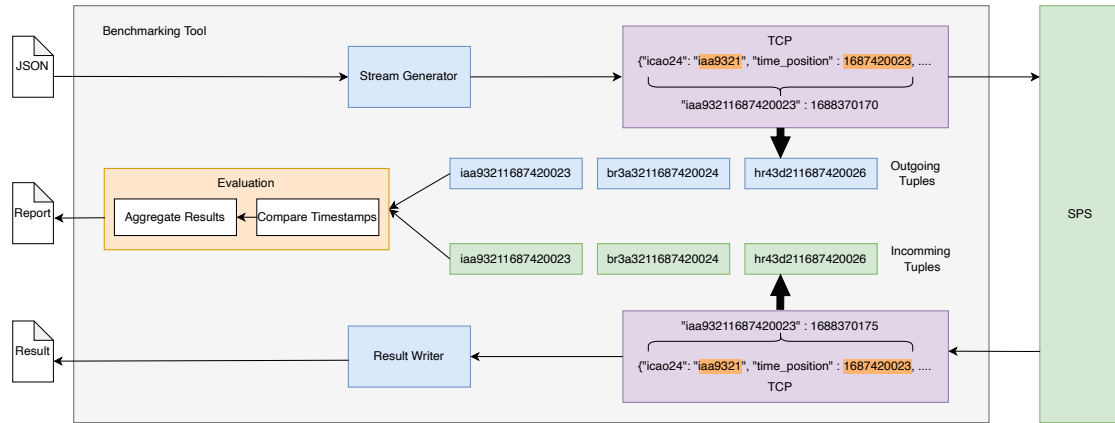 Benchmarking Tool
JSON
Stream Generator
TCP
{"icao24": "iaa9321", "time_position" : 1687420023, ....
"iaa93211687420023" : 1688370170
SPS
Outgoing
Tuples
iaa93211687420023
br3a3211687420024
hr43d211687420026
Evaluation
Aggregate Results
Compare Timestamps
Report
iaa93211687420023
br3a3211687420024
hr43d211687420026
Incomming
Tuples
"iaa93211687420023" : 1688370175
{"icao24": "iaa9321", "time_position" : 1687420023, ....
TCP
Result Writer
Result